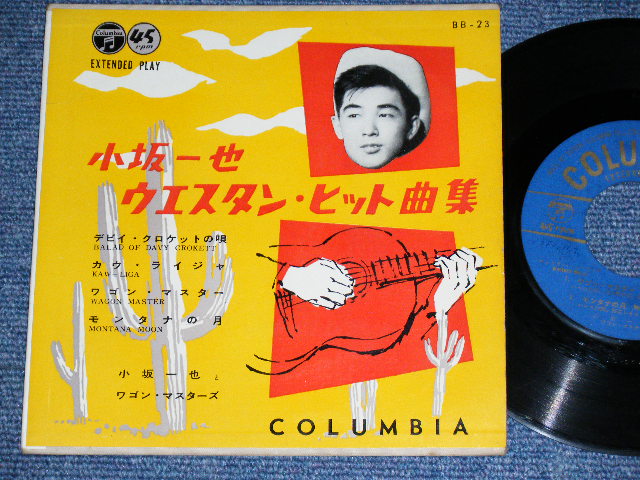 Columbia
45
rpm
EXTENDED PLAY
BB-23
小坂一也
ウエスタン・ヒット曲集
デビイ・クロケットの唄
BALAD OF DAVY CROKETT
カウ・ライジャ
KAW-LIGA
ワゴン・マスター
WAGON MASTER
モンタナの月
MONTANA MOON
小坂一也と
ワゴン・マスターズ
COLUMBIA
COLU